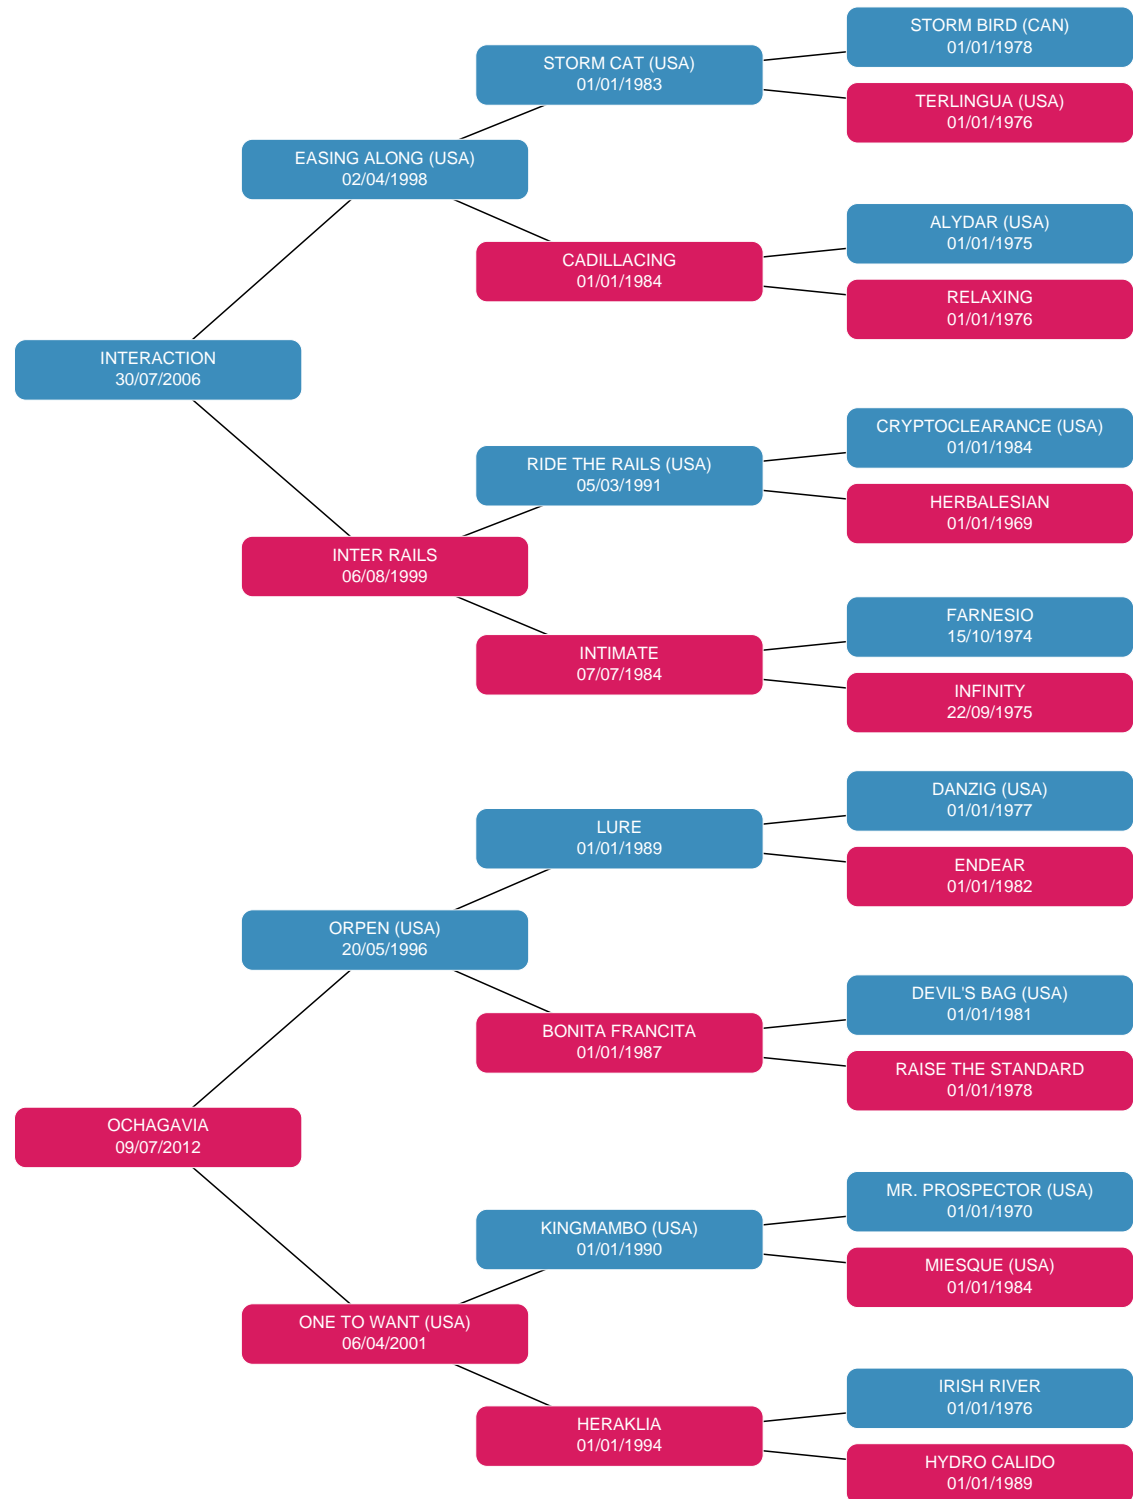 STORM BIRD (CAN)
01/01/1978
STORM CAT (USA)
01/01/1983
TERLINGUA (USA)
01/01/1976
EASING ALONG (USA)
02/04/1998
ALYDAR (USA)
01/01/1975
CADILLACING
01/01/1984
RELAXING
01/01/1976
INTERACTION
30/07/2006
CRYPTOCLEARANCE (USA)
01/01/1984
RIDE THE RAILS (USA)
05/03/1991
HERBALESIAN
01/01/1969
INTER RAILS
06/08/1999
FARNESIO
15/10/1974
INTIMATE
07/07/1984
INFINITY
22/09/1975
DANZIG (USA)
01/01/1977
LURE
01/01/1989
ENDEAR
01/01/1982
ORPEN (USA)
20/05/1996
DEVIL'S BAG (USA)
01/01/1981
BONITA FRANCITA
01/01/1987
RAISE THE STANDARD
01/01/1978
OCHAGAVIA
09/07/2012
MR. PROSPECTOR (USA)
01/01/1970
KINGMAMBO (USA)
01/01/1990
MIESQUE (USA)
01/01/1984
ONE TO WANT (USA)
06/04/2001
IRISH RIVER
01/01/1976
HERAKLIA
01/01/1994
HYDRO CALIDO
01/01/1989